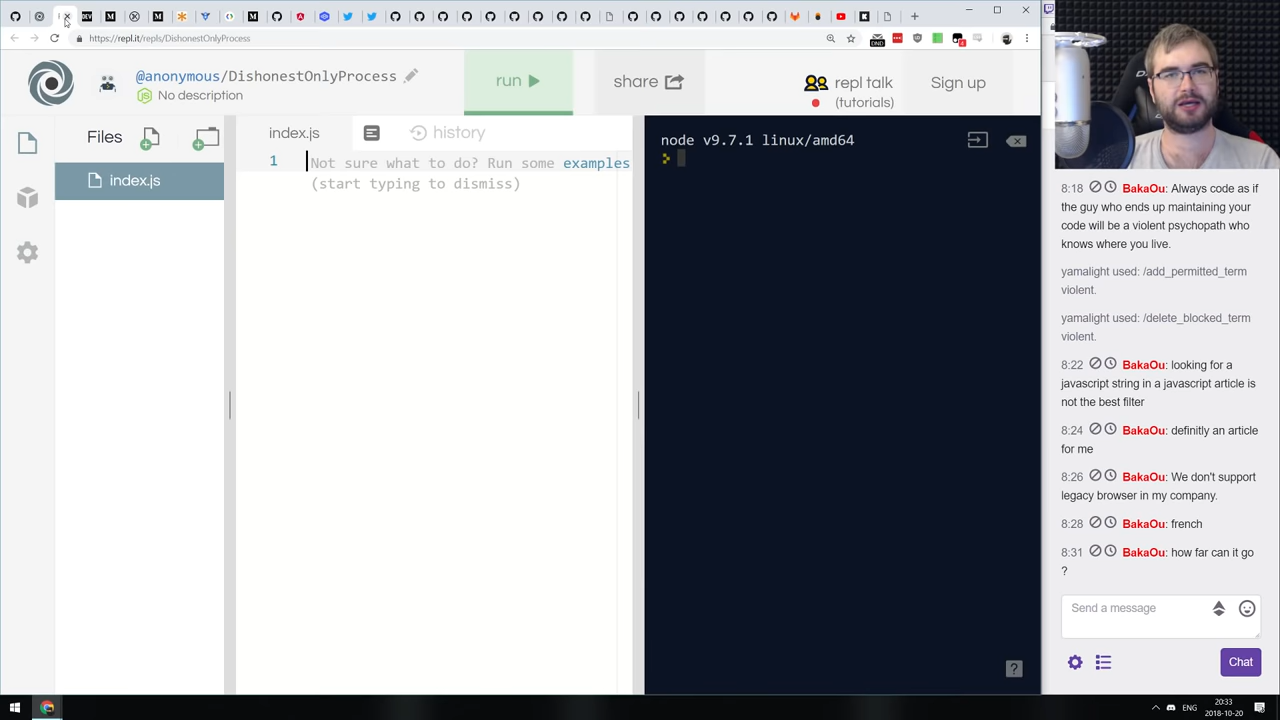 https://repl.it/repls/DishonestOnlyProcess
DND
@anonymous/DishonestOnlyProcess
No description
run
share
repl talk
(tutorials)
Sign up
Files
index.js
history
index.js
1
Not sure what to do? Run some examples
(start typing to dismiss)
node v9.7.1 linux/amd64
?
8:18 BakaOu: Always code as if
the guy who ends up maintaining your
code will be a violent psychopath who
knows where you live.
yamalight used: /add_permitted_term
violent.
yamalight used: /delete_blocked_term
violent.
8:22 BakaOu: looking for a
javascript string in a javascript article is
not the best filter
8:24 BakaOu: definitly an article
for me
8:26 BakaOu: We don't support
legacy browser in my company.
8:28 BakaOu: french
8:31 BakaOu: how far can it go
?
Send a message
Chat
ENG
20:33
2018-10-20